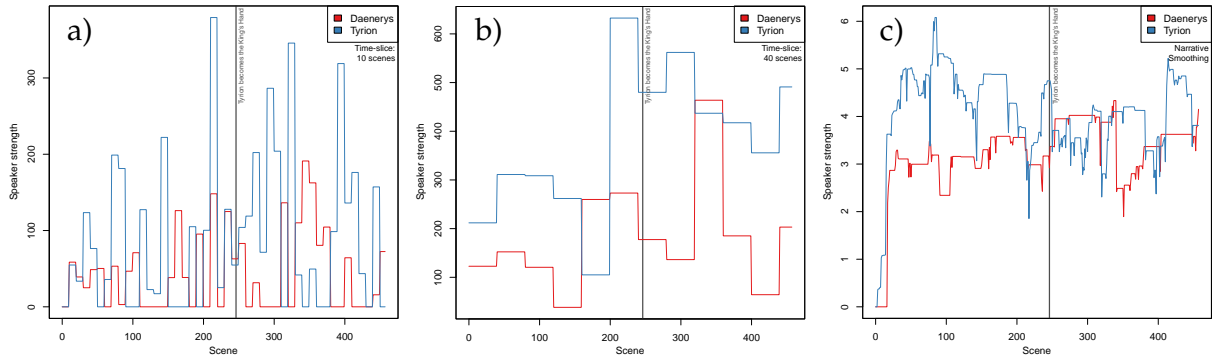 a)
Daenerys
Tyrion
Time-slice:
10 scenes
Tyrion becomes the King's Hand
Speaker strength
0
100
200
300
0
100
200
300
400
Scene
b)
Daenerys
Tyrion
Time-slice:
40 scenes
Tyrion becomes the King's Hand
Speaker strength
100
200
300
400
500
600
0
100
200
300
400
Scene
c)
Daenerys
Tyrion
Narrative
Smoothing
Tyrion becomes the King's Hand
Speaker strength
0
1
2
3
4
5
6
0
100
200
300
400
Scene